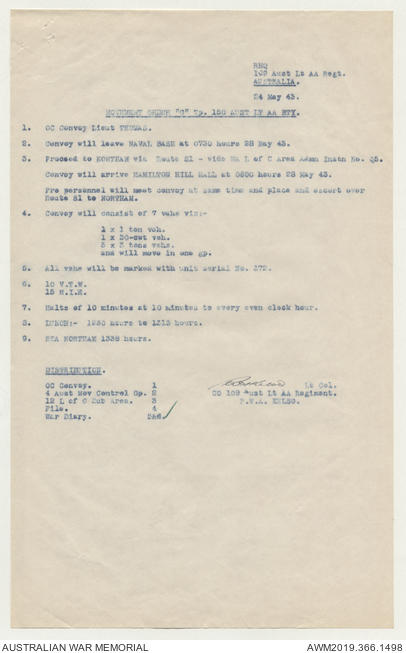 RHQ
109 Aust Lt AA Regt.
AUSTRALIA.
24 May 43.
MOVEMENT ORDER "G" Tp. 156 AUST LT AA BTY.
1. OC Convoy Lieut THOMAS.
2. Convoy will leave NAVAL BASE at 0730 hours 28 May 43.
3. Proceed to NORTHAM via Route S1 - vide WA L of C Area Admn Instn No. Q5.
Convoy will arrive HAMILTON HILL HALL at 0800 hours 28 May 43.
Pro personnel will meet convoy at same time and place and escort over
Route S1 to NORTHAM.
4. Convoy will consist of 7 vehs viz:-
1 x 1 ton veh.
1 x 30-cwt veh.
5 x 3 tons vehs.
and will move in one gp.
5. All vehs will be marked with unit serial No. 372.
6. 10 V.T.M.
15 M.I.H.
7. Halts of 10 minutes at 10 minutes to every even clock hour.
8. LUNCH:- 1230 hours to 1315 hours.
9. ETA NORTHAM 1338 hours.
DISTRIBUTION.
OC Convoy. 1
4 Aust Mov Control Gp. 2
12 L of C Sub Area. 3
File. 4
War Diary. 5&6
Lt Col.
CO 109 Aust Lt AA Regiment.
AUSTRALIAN WAR MEMORIAL
AWM2019.366.1498